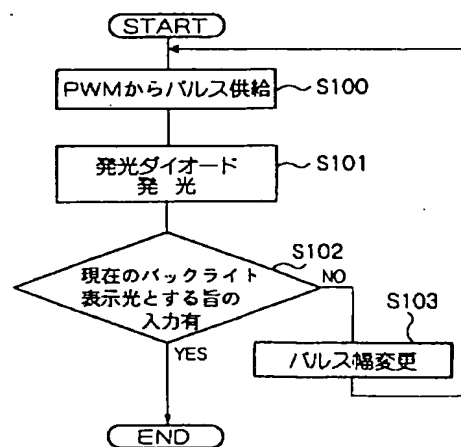 START
PWMからパルス供給
S100
発光ダイオード
発 光
S101
S102
現在のバックライト
表示光とする旨の
入力有
NO
YES
S103
パルス幅変更
END